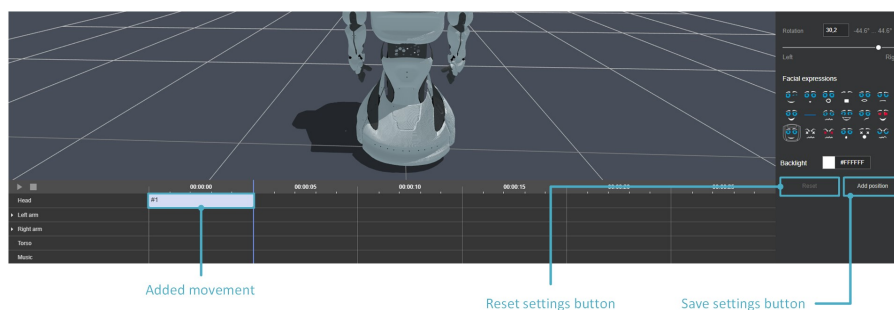 Rotation 30,2 -44.6° ... 44.6°
Left Rig
Facial expressions
Backlight #FFFFFF
Reset Add position
00:00:00 00:00:05 00:00:10 00:00:15 00:00:20 00:00:25
Head #1
Left arm
Right arm
Torso
Music
Added movement
Reset settings button
Save settings button